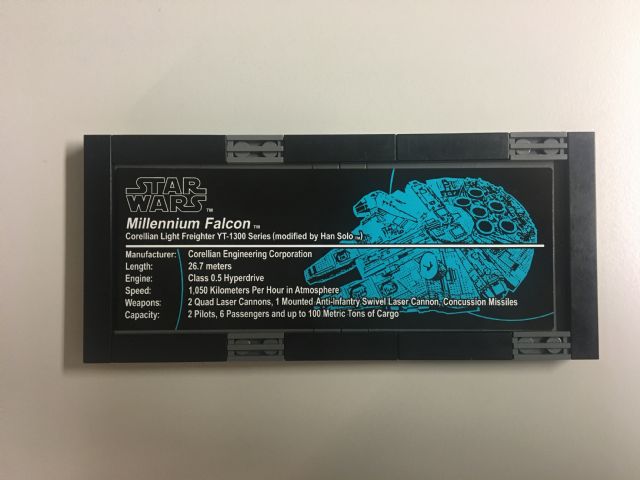 STAR
WARS TM
Millennium Falcon TM
Corellian Light Freighter YT-1300 Series (modified by Han Solo TM)
Manufacturer: Corellian Engineering Corporation
Length: 26.7 meters
Engine: Class 0.5 Hyperdrive
Speed: 1,050 Kilometers Per Hour in Atmosphere
Weapons: 2 Quad Laser Cannons, 1 Mounted Anti-Infantry Swivel Laser Cannon, Concussion Missiles
Capacity: 2 Pilots, 6 Passengers and up to 100 Metric Tons of Cargo